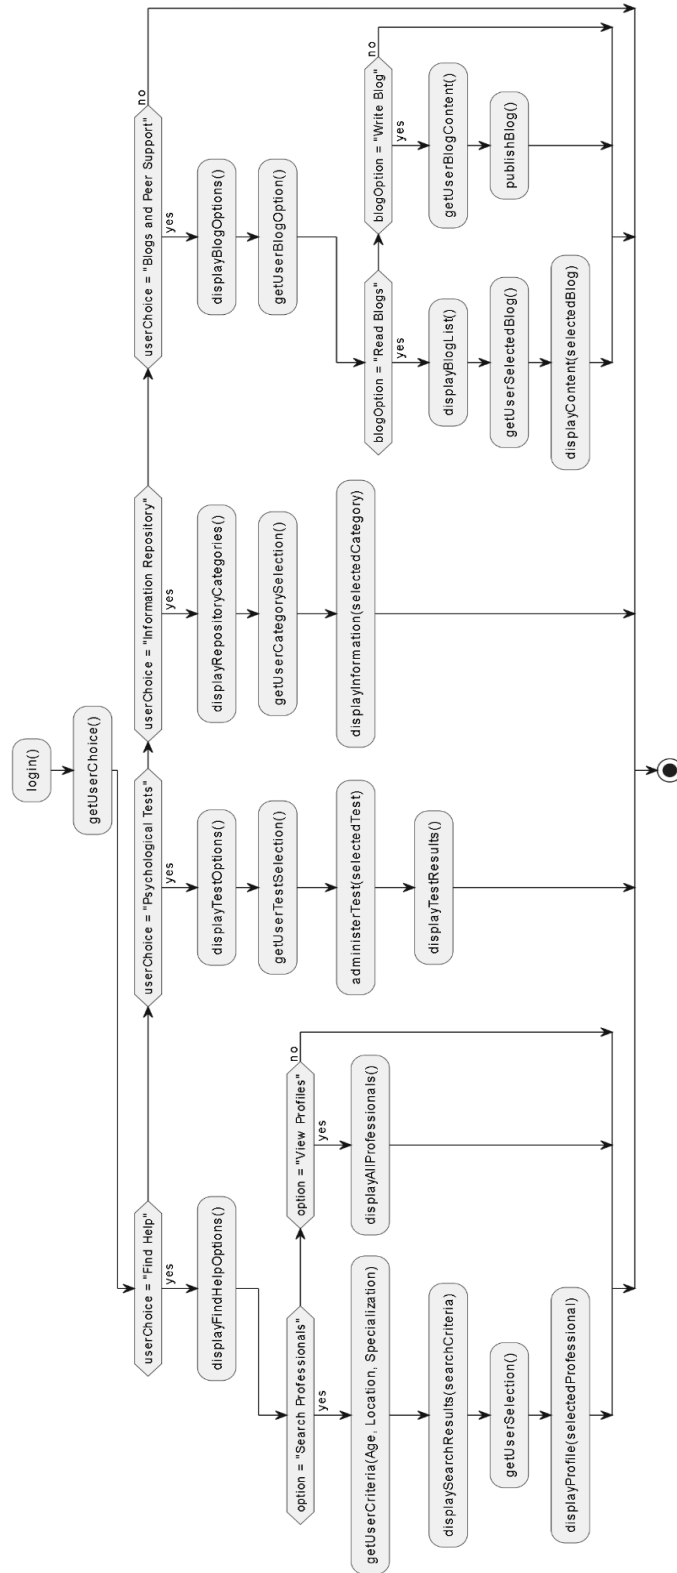 login()
getUserChoice()
userChoice = "Find Help"
yes
displayFindHelpOptions()
option = "Search Professionals"
yes
getUserCriteria(Age, Location, Specialization)
displaySearchResults(searchCriteria)
getUserSelection()
displayProfile(selectedProfessional)
option = "View Profiles"
yes
no
displayAllProfessionals()
userChoice = "Psychological Tests"
yes
displayTestOptions()
getUserTestSelection()
administerTest(selectedTest)
displayTestResults()
userChoice = "Information Repository"
yes
displayRepositoryCategories()
getUserCategorySelection()
displayInformation(selectedCategory)
userChoice = "Blogs and Peer Support"
yes
no
displayBlogOptions()
getUserBlogOption()
blogOption = "Read Blogs"
yes
displayBlogList()
getUserSelectedBlog()
displayContent(selectedBlog)
blogOption = "Write Blog"
yes
no
getUserBlogContent()
publishBlog()